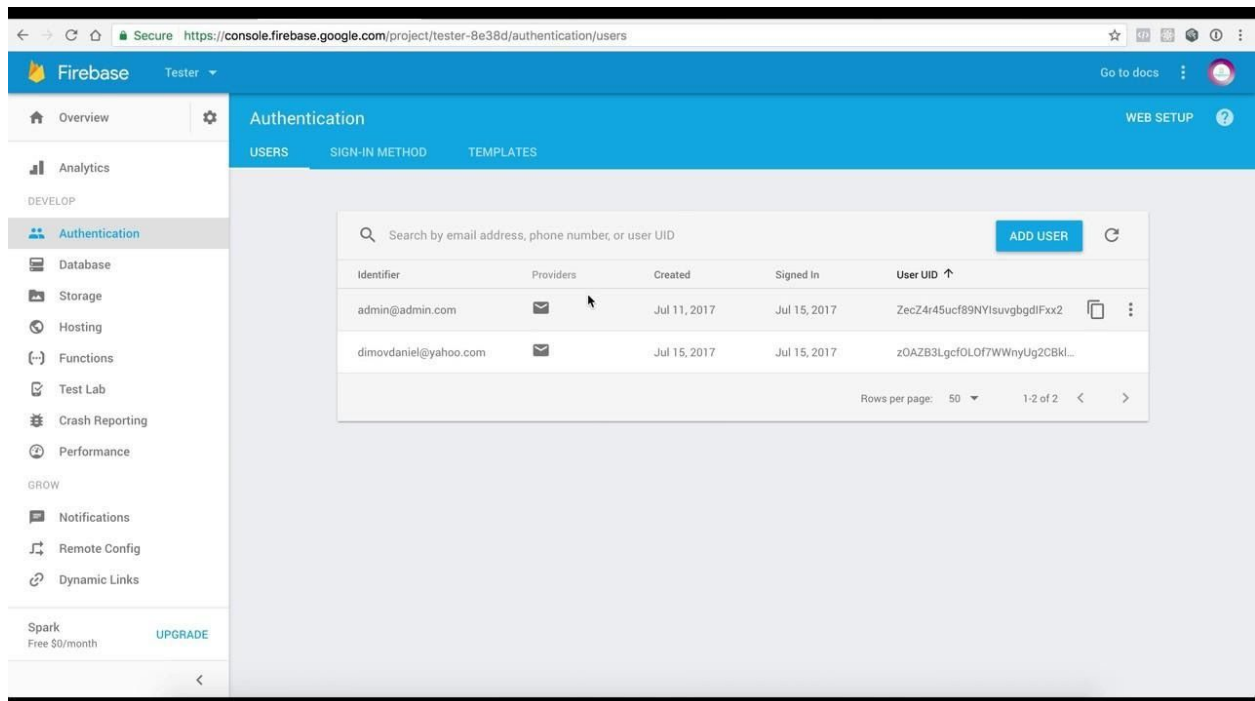 Secure https://console.firebase.google.com/project/tester-8e38d/authentication/users
Firebase Tester Go to docs
Overview
Analytics
DEVELOP
Authentication
Database
Storage
Hosting
Functions
Test Lab
Crash Reporting
Performance
GROW
Notifications
Remote Config
Dynamic Links
Spark
Free $0/month
UPGRADE
Authentication WEB SETUP
USERS SIGN-IN METHOD TEMPLATES
Search by email address, phone number, or user UID ADD USER
Identifier Providers Created Signed In User UID
admin@admin.com Jul 11, 2017 Jul 15, 2017 ZecZ4r45ucf89NYIsuvgbgdIFxx2
dimovdaniel@yahoo.com Jul 15, 2017 Jul 15, 2017 zOAZB3LgcfOLOf7WWnyUg2CBkl...
Rows per page: 50 1-2 of 2